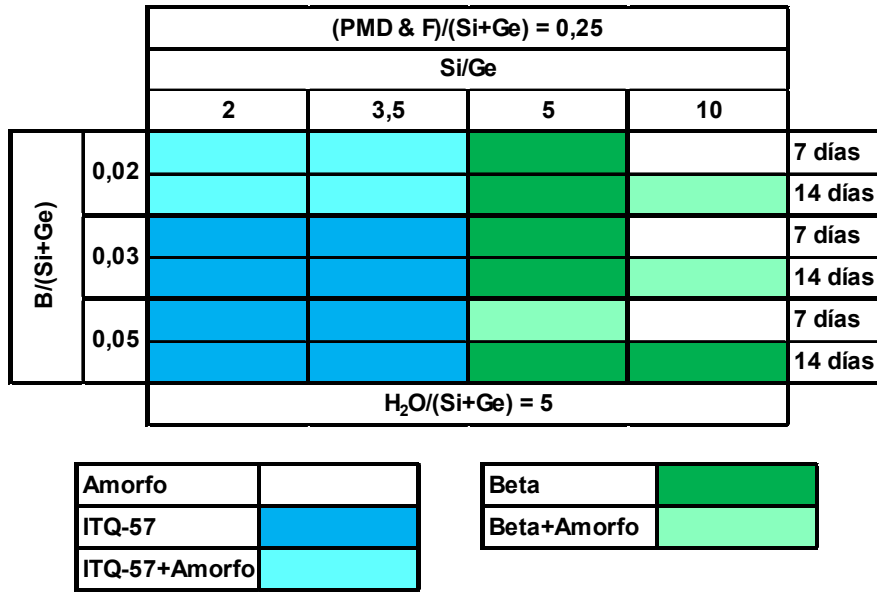 (PMD & F)/(Si+Ge) = 0,25
Si/Ge
2 3,5 5 10
B/(Si+Ge)
0,02 7 días
14 días
0,03 7 días
14 días
0,05 7 días
14 días
H₂O/(Si+Ge) = 5
Amorfo Beta
ITQ-57 Beta+Amorfo
ITQ-57+Amorfo